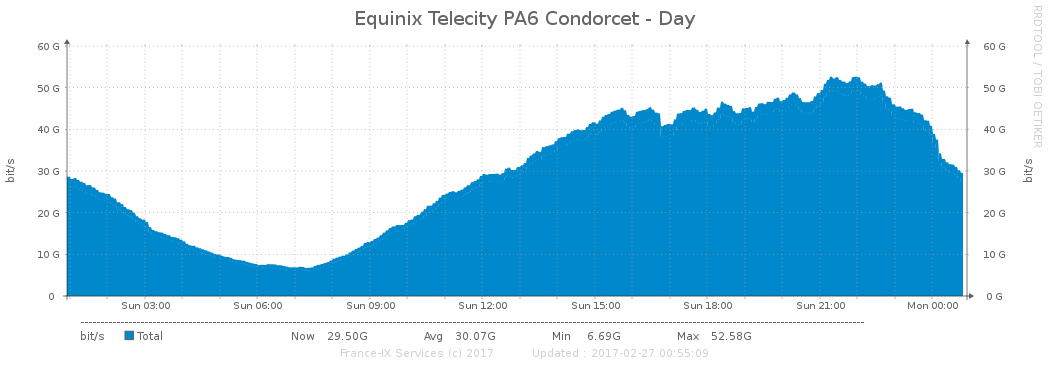 Equinix Telecity PA6 Condorcet - Day
RRDTOOL / TOBI OETIKER
bit/s
60 G 60 G
50 G 50 G
40 G 40 G
30 G 30 G
20 G 20 G
10 G 10 G
0 0 G
bit/s
Sun 03:00 Sun 06:00 Sun 09:00 Sun 12:00 Sun 15:00 Sun 18:00 Sun 21:00 Mon 00:00
bit/s Total Now 29.50G Avg 30.07G Min 6.69G Max 52.58G
France-IX Services (c) 2017 Updated : 2017-02-27 00:55:09